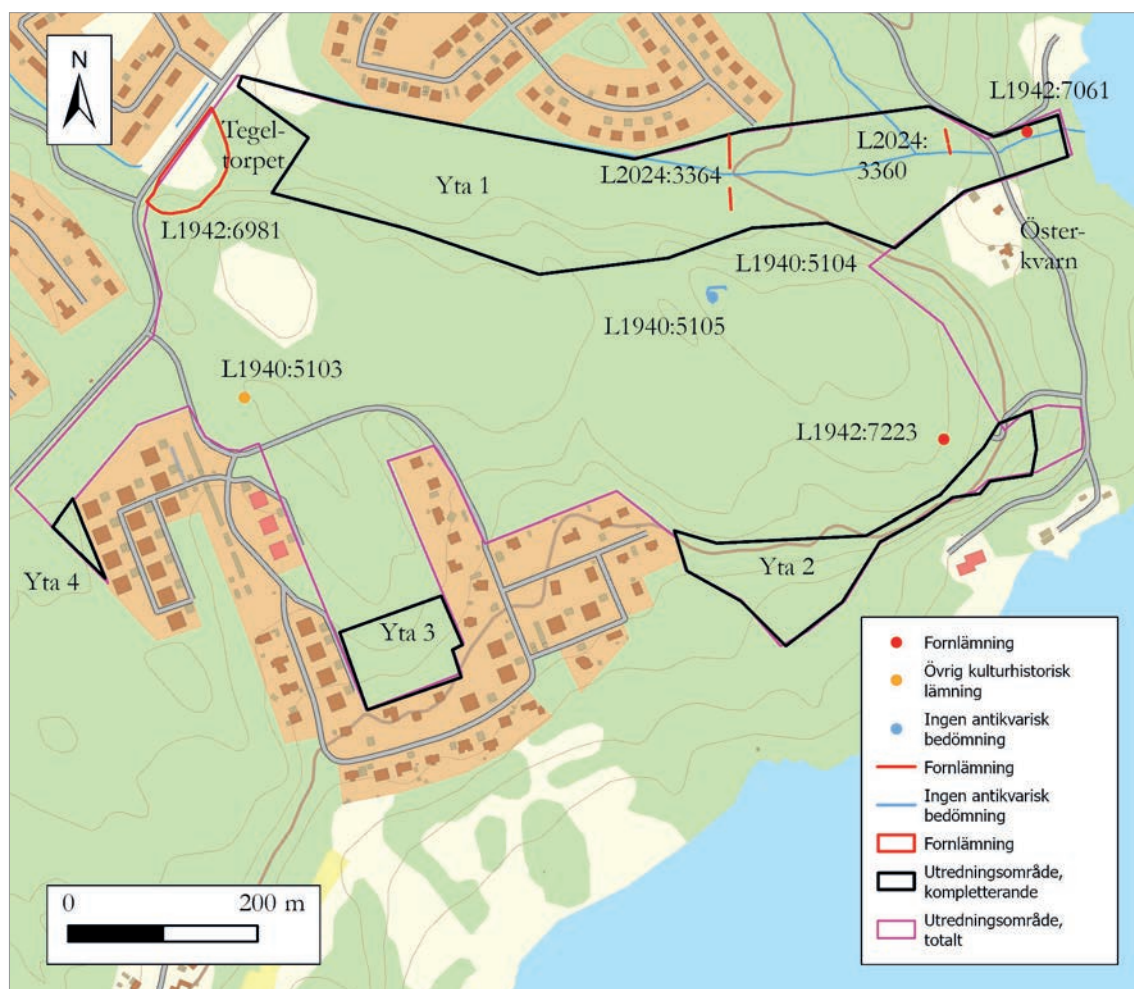 N
Tegel-
torpet
L1942:6981
Yta 1
L2024:3364
L2024:
3360
L1942:7061
Öster-
kvarn
L1940:5104
L1940:5105
L1940:5103
L1942:7223
Yta 4
Yta 3
Yta 2
0 200 m
Fornlämning
Övrig kulturhistorisk
lämning
Ingen antikvarisk
bedömning
Fornlämning
Ingen antikvarisk
bedömning
Fornlämning
Utredningsområde,
kompletterande
Utredningsområde,
totalt